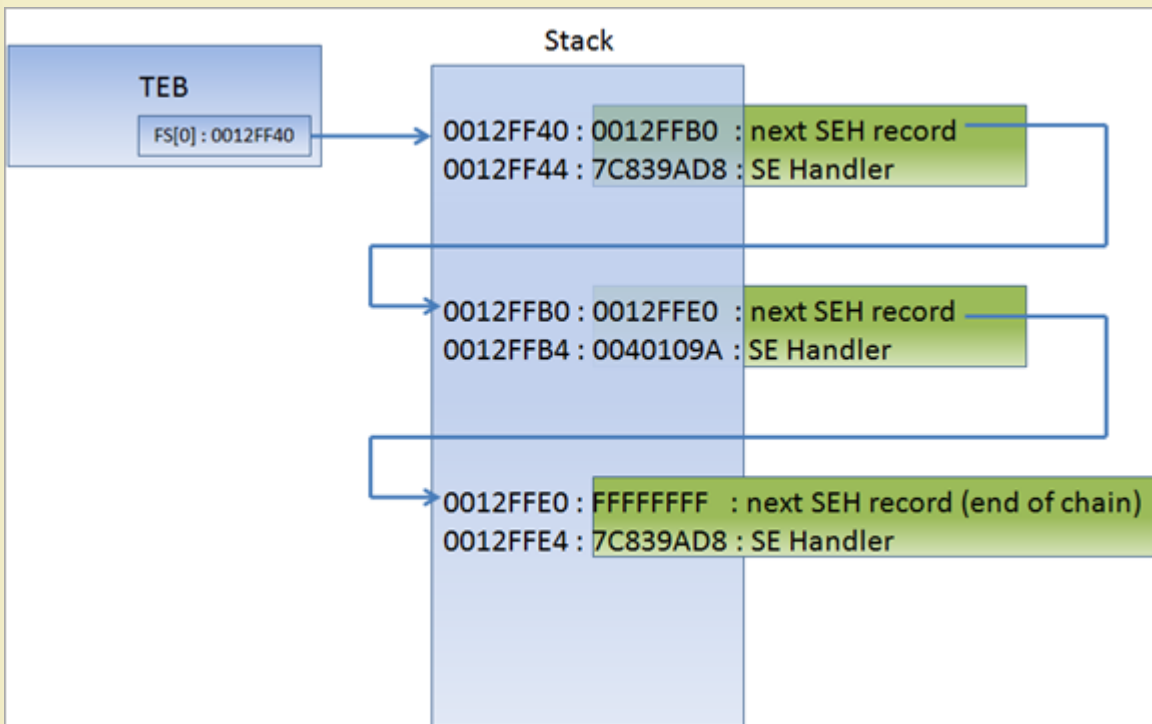 Stack
TEB
FS[0] : 0012FF40
0012FF40 : 0012FFB0 : next SEH record
0012FF44 : 7C839AD8 : SE Handler
0012FFB0 : 0012FFE0 : next SEH record
0012FFB4 : 0040109A : SE Handler
0012FFE0 : FFFFFFFF : next SEH record (end of chain)
0012FFE4 : 7C839AD8 : SE Handler